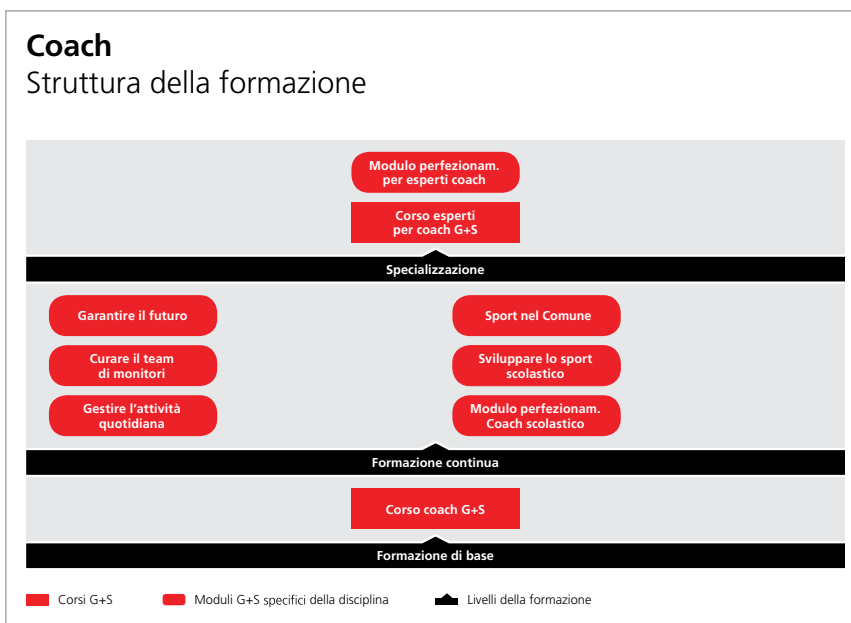 Coach
Struttura della formazione
Modulo perfezionam.
per esperti coach
Corso esperti
per coach G+S
Specializzazione
Garantire il futuro
Sport nel Comune
Curare il team
di monitori
Sviluppare lo sport
scolastico
Gestire l'attività
quotidiana
Modulo perfezionam.
Coach scolastico
Formazione continua
Corso coach G+S
Formazione di base
Corsi G+S
Moduli G+S specifici della disciplina
Livelli della formazione